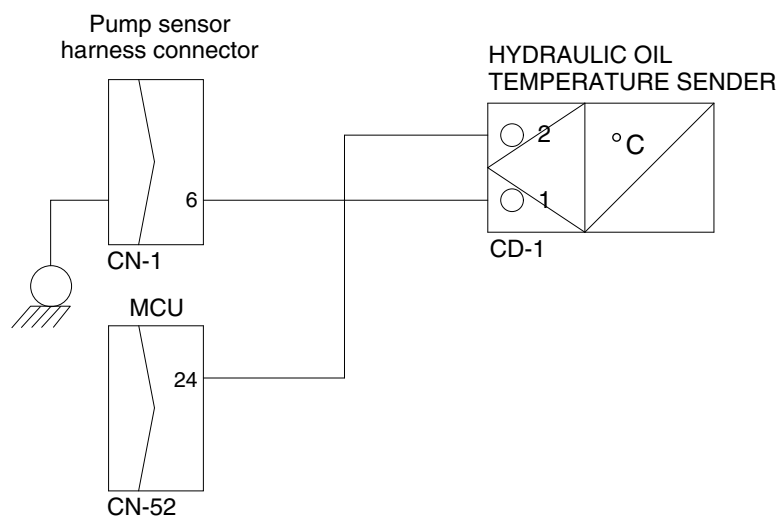 Pump sensor
harness connector
HYDRAULIC OIL
TEMPERATURE SENDER
2
°C
6
1
CN-1
CD-1
MCU
24
CN-52